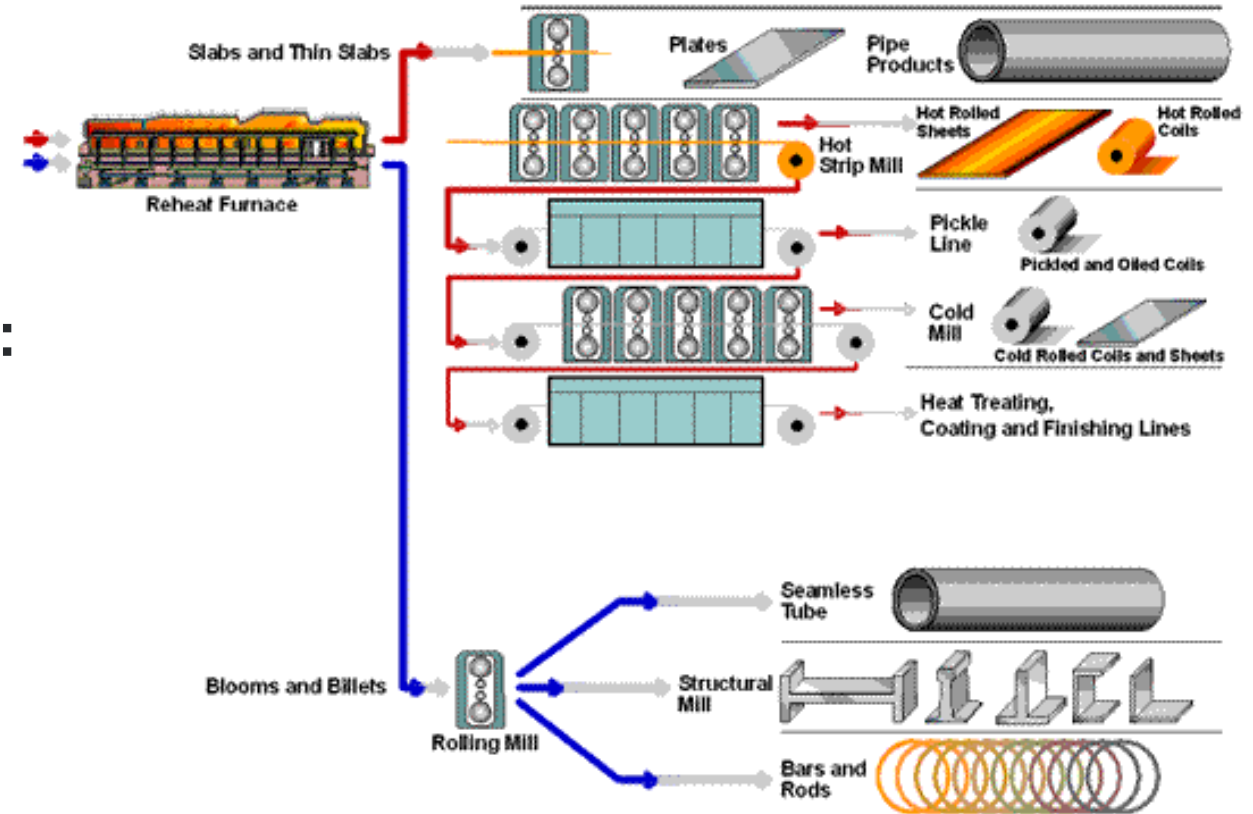 Slabs and Thin Slabs
Plates
Pipe
Products
Reheat Furnace
Hot
Strip Mill
Hot Rolled
Sheets
Hot Rolled
Coils
Pickle
Line
Pickled and Oiled Coils
Cold
Mill
Cold Rolled Coils and Sheets
Heat Treating,
Coating and Finishing Lines
Blooms and Billets
Rolling Mill
Seamless
Tube
Structural
Mill
Bars and
Rods
: